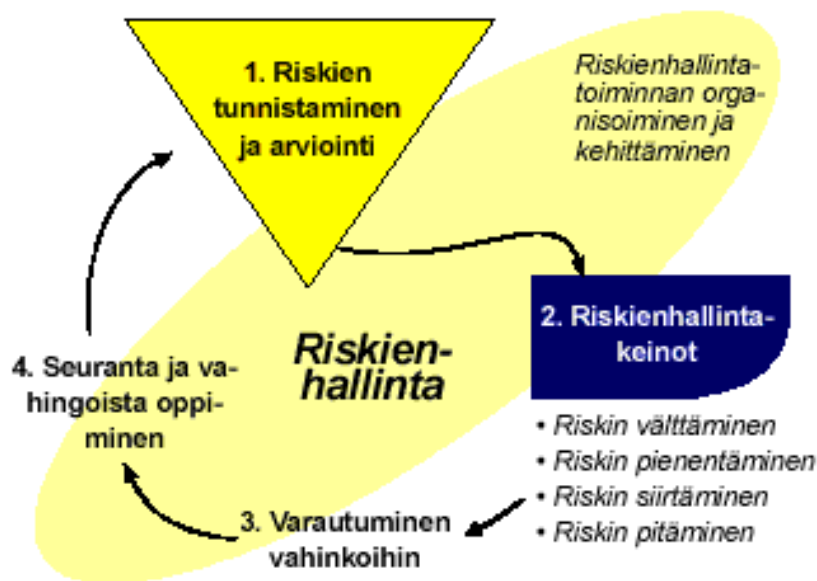 1. Riskien
tunnistaminen
ja arviointi
Riskienhallinta-
toiminnan orga-
nisoiminen ja
kehittäminen
2. Riskienhallinta-
keinot
• Riskin välttäminen
• Riskin pienentäminen
• Riskin siirtäminen
• Riskin pitäminen
3. Varautuminen
vahinkoihin
4. Seuranta ja va-
hingoista oppi-
minen
Riskien-
hallinta